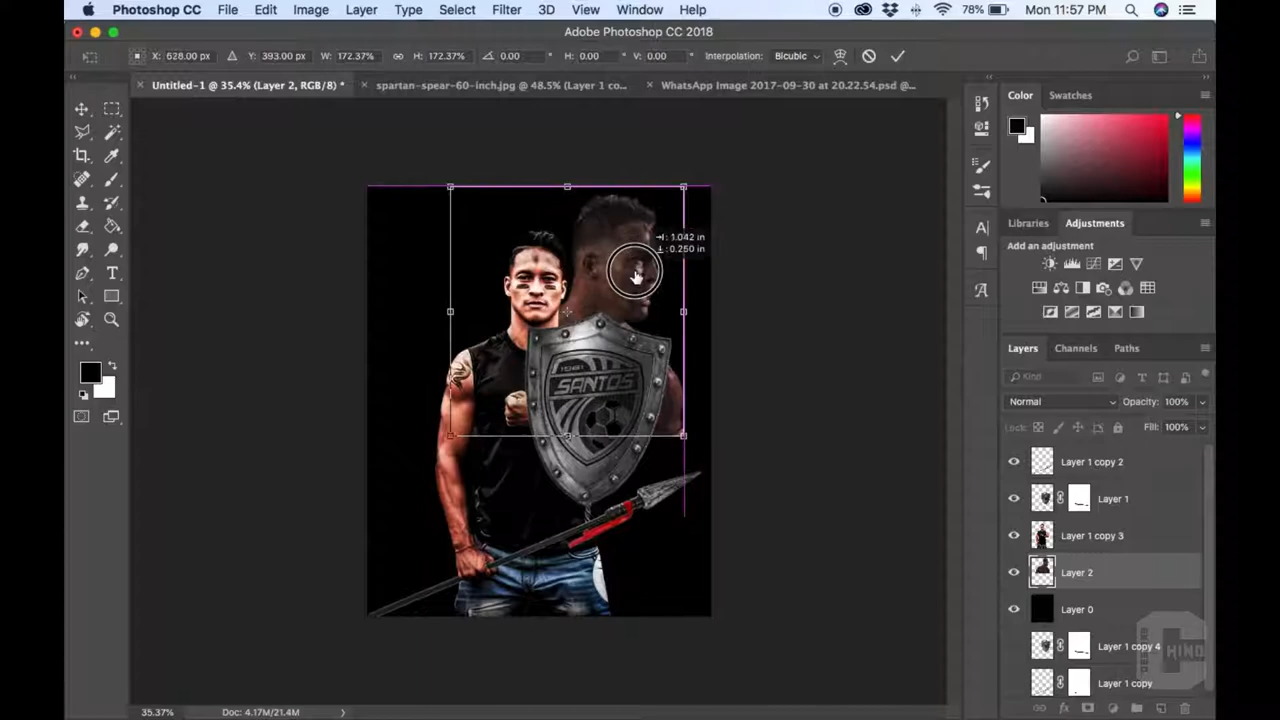 Photoshop CC File Edit Image Layer Type Select Filter 3D View Window Help 78% Mon 11:57 PM
Adobe Photoshop CC 2018
X: 628.00 px Y: 393.00 px W: 172.37% H: 172.37% 0.00 ° H: 0.00 ° V: 0.00 ° Interpolation: Bicubic
× Untitled-1 @ 35.4% (Layer 2, RGB/8) * × spartan-spear-60-inch.jpg @ 48.5% (Layer 1 co... × WhatsApp Image 2017-09-30 at 20.22.54.psd @...
Color Swatches
Libraries Adjustments
Add an adjustment
: 1.042 in
: 0.250 in
SANTOS
Layers Channels Paths
Kind
Normal Opacity: 100%
Lock: Fill: 100%
Layer 1 copy 2
Layer 1
Layer 1 copy 3
Layer 2
Layer 0
Layer 1 copy 4
Layer 1 copy
CHINO
35.37% Doc: 4.17M/21.4M